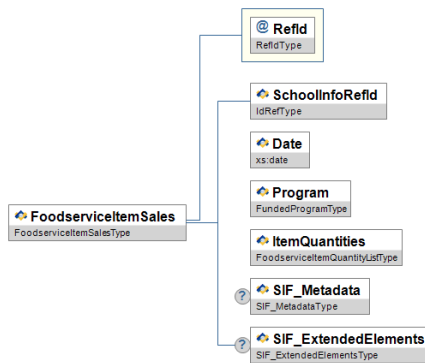 @ RefId
RefIdType
SchoolInfoRefId
IdRefType
Date
xs:date
Program
FundedProgramType
FoodserviceItemSales
FoodserviceItemSalesType
ItemQuantities
FoodserviceItemQuantityListType
? SIF_Metadata
SIF_MetadataType
? SIF_ExtendedElements
SIF_ExtendedElementsType